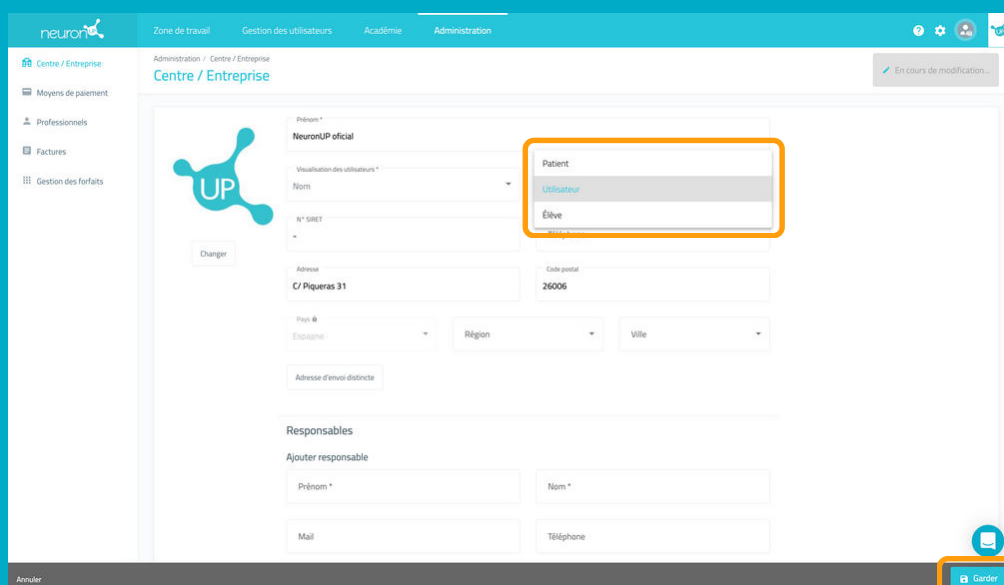 neuronUP
Zone de travail
Gestion des utilisateurs
Académie
Administration
Centre / Entreprise
Moyens de paiement
Professionnels
Factures
Gestion des forfaits
Administration / Centre / Entreprise
Centre / Entreprise
En cours de modification...
UP
Changer
Prénom *
NeuronUP oficial
Visualisation des utilisateurs *
Nom
Patient
Utilisateur
Élève
N° SIRET
-
Téléphone
Adresse
C/ Piqueras 31
Code postal
26006
Pays
Espagne
Région
Ville
Adresse d'envoi distincte
Responsables
Ajouter responsable
Prénom *
Nom *
Mail
Téléphone
Annuler
Garder